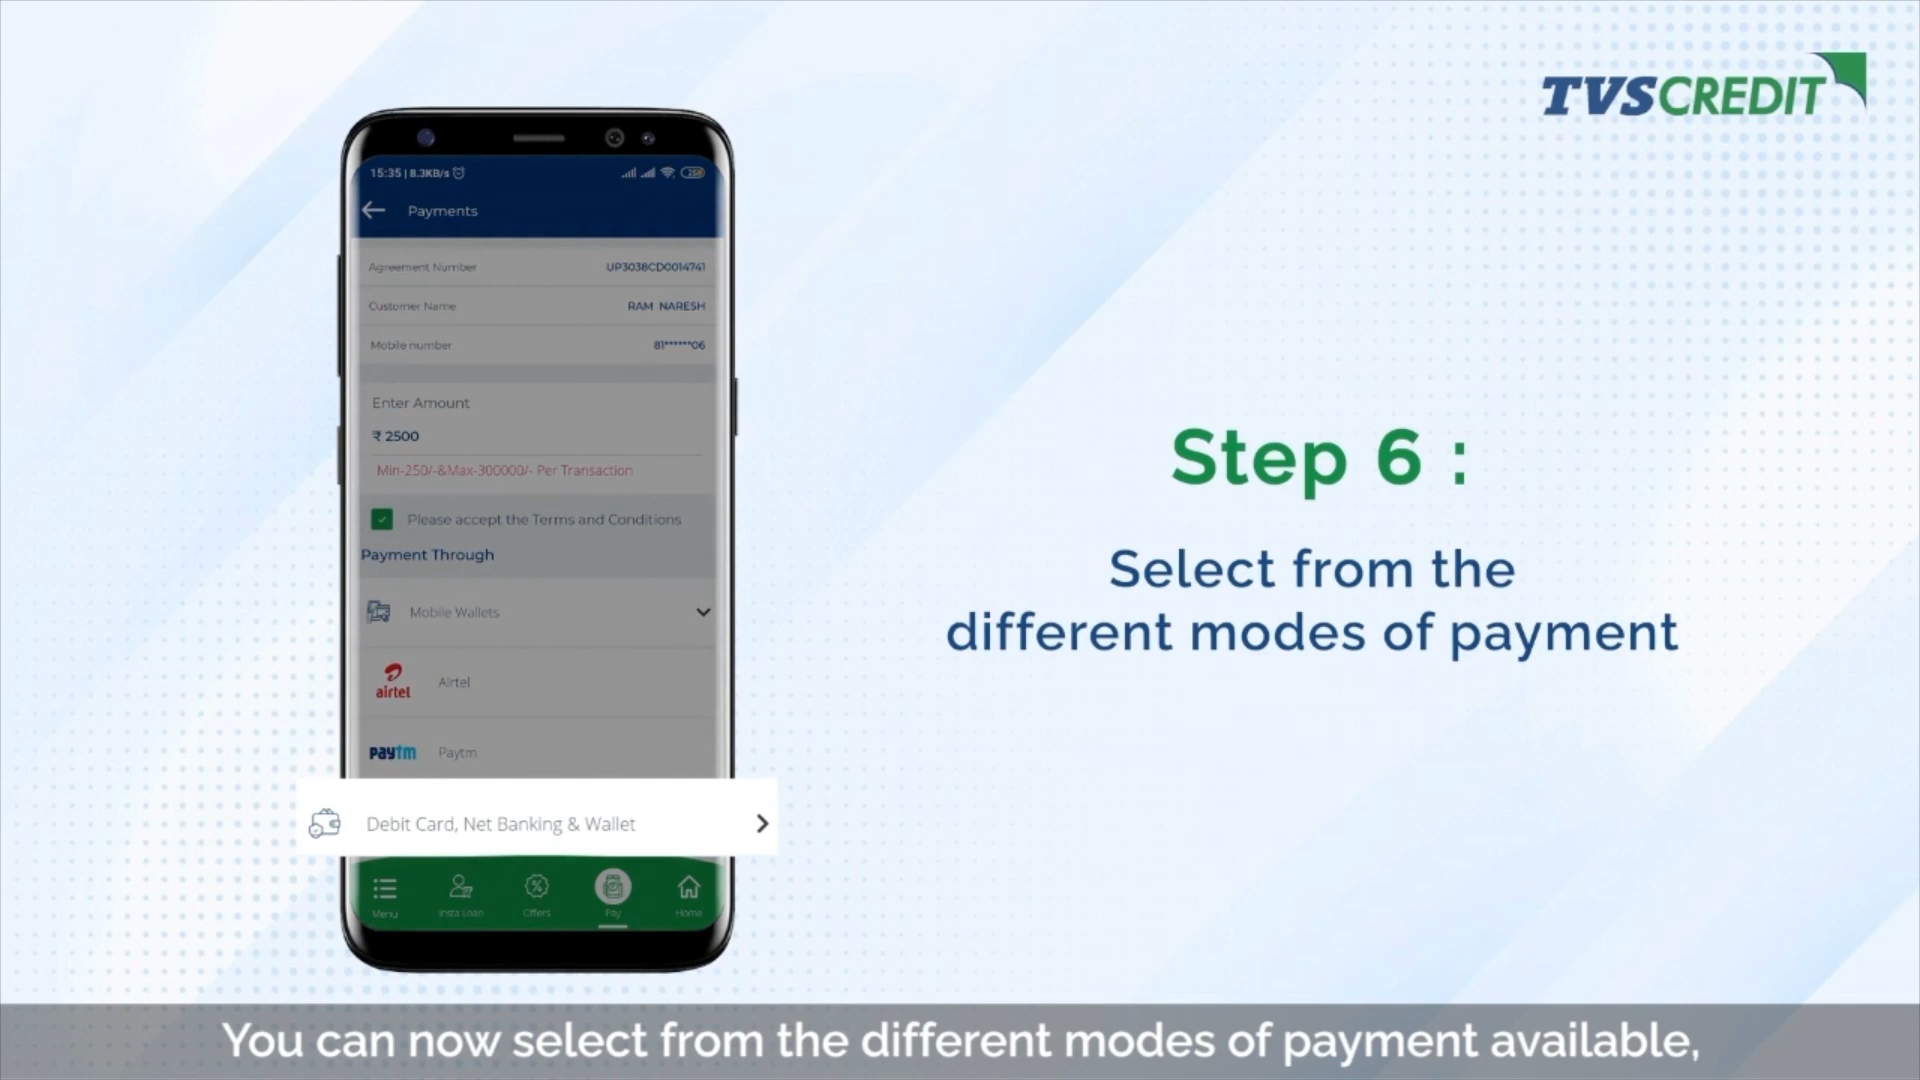 TVSCREDIT
15:35 | 8.3KB/s
Payments
Agreement Number UP3038CD0014741
Customer Name RAM NARESH
Mobile number 81******06
Enter Amount
₹ 2500
Min-250/-&Max-300000/- Per Transaction
Please accept the Terms and Conditions
Payment Through
Mobile Wallets
airtel Airtel
paytm Paytm
Debit Card, Net Banking & Wallet
Menu Insta Loan Offers Pay Home
Step 6 :
Select from the
different modes of payment
You can now select from the different modes of payment available,